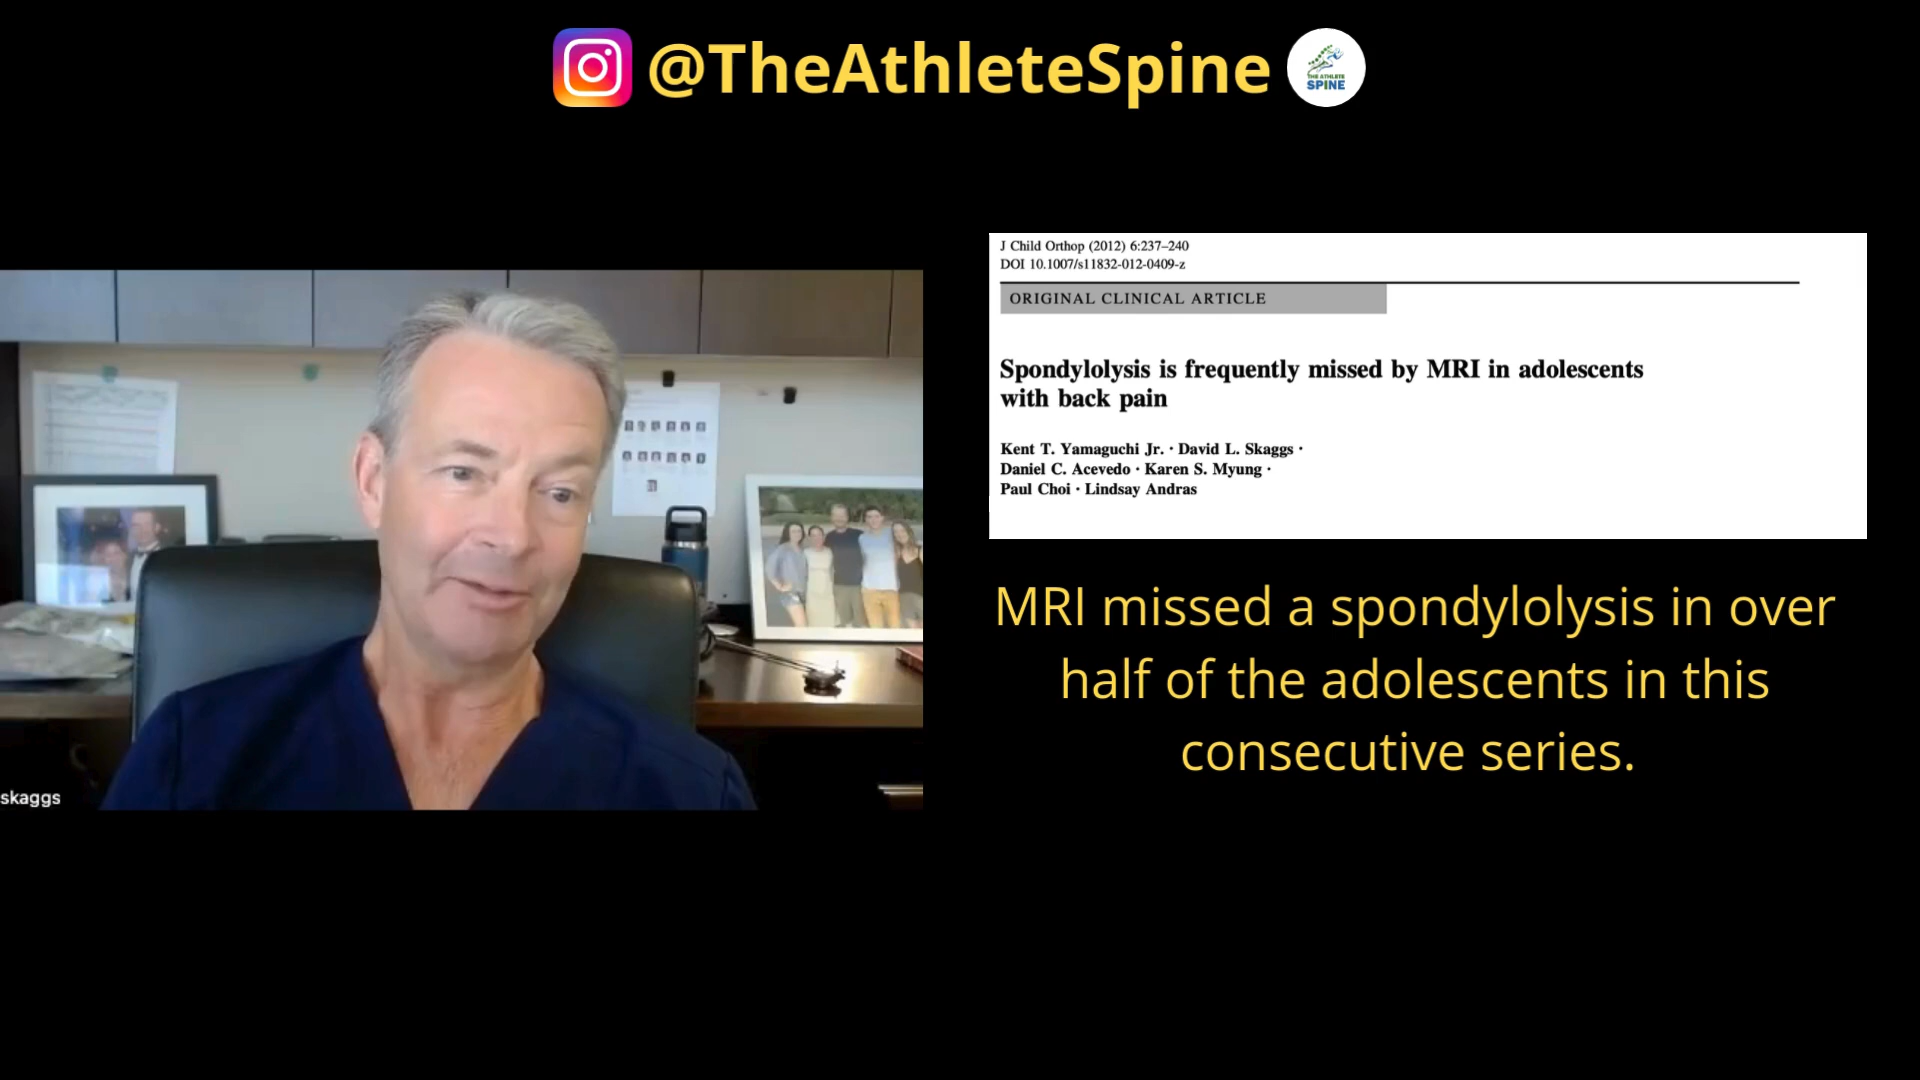 @TheAthleteSpine
THE ATHLETE
SPINE
J Child Orthop (2012) 6:237–240
DOI 10.1007/s11832-012-0409-z
ORIGINAL CLINICAL ARTICLE
Spondylolysis is frequently missed by MRI in adolescents
with back pain
Kent T. Yamaguchi Jr. · David L. Skaggs ·
Daniel C. Acevedo · Karen S. Myung ·
Paul Choi · Lindsay Andras
MRI missed a spondylolysis in over
half of the adolescents in this
consecutive series.
skaggs